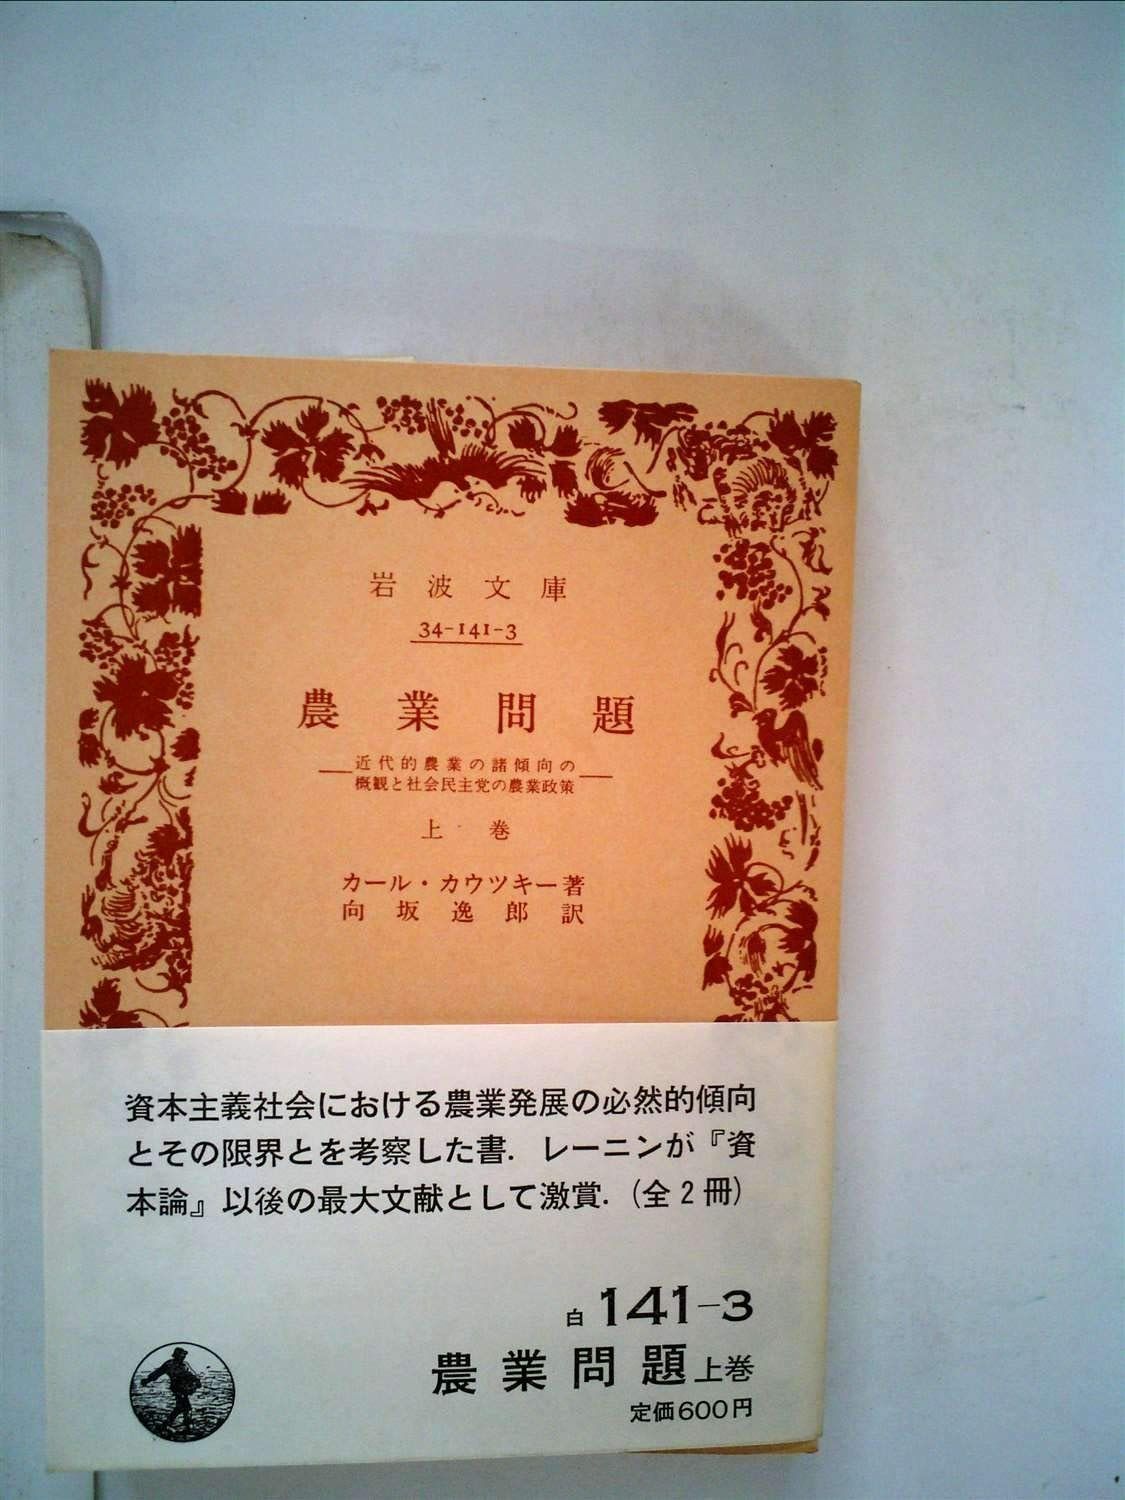 岩波文庫
34-141-3
農業問題
近代的農業の諸傾向の
概観と社会民主党の農業政策
上巻
カール・カウツキー著
向坂逸郎訳
資本主義社会における農業発展の必然的傾向
とその限界とを考察した書．レーニンが『資
本論』以後の最大文献として激賞．(全2冊)
白 141-3
農業問題 上巻
定価600円